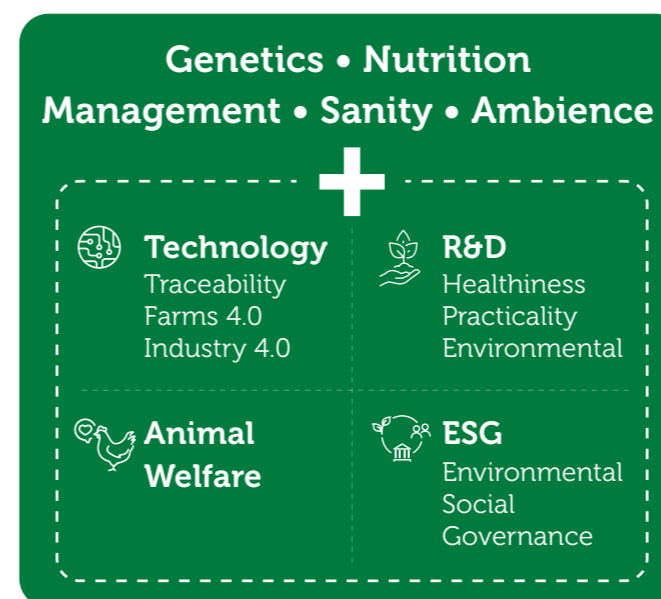 Genetics • Nutrition
Management • Sanity • Ambience
Technology
Traceability
Farms 4.0
Industry 4.0
R&D
Healthiness
Practicality
Environmental
Animal
Welfare
ESG
Environmental
Social
Governance